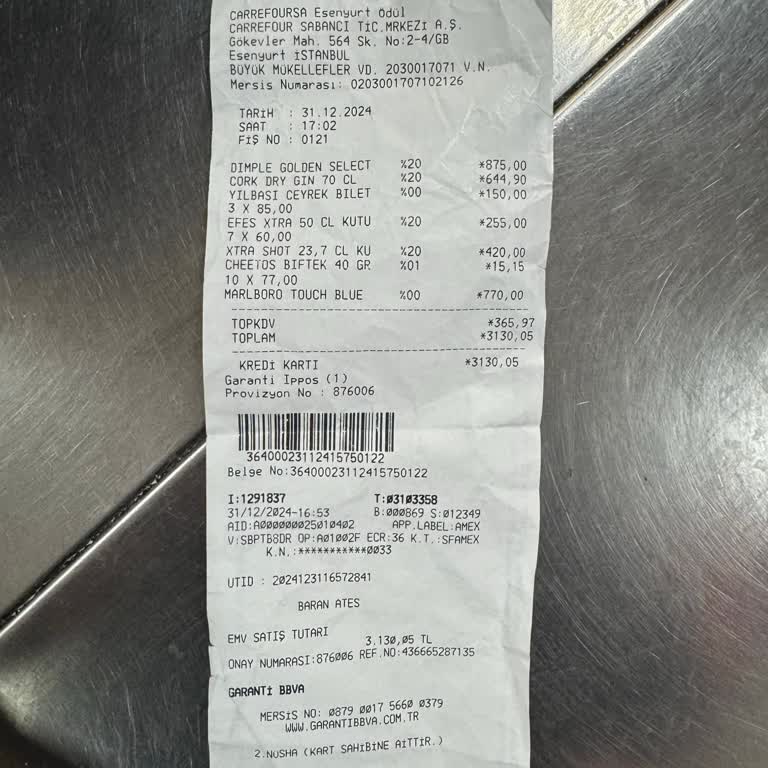 CARREFOURSA Esenyurt Ödül
CARREFOUR SABANCI TİC.MRKEZİ A.Ş.
Gökevler Mah. 564 Sk. No:2-4/GB
Esenyurt İSTANBUL
BÜYÜK MÜKELLEFLER VD. 2030017071 V.N.
Mersis Numarası: 0203001707102126
TARİH : 31.12.2024
SAAT : 17:02
FİŞ NO : 0121
DIMPLE GOLDEN SELECT %20 *875,00
CORK DRY GIN 70 CL %20 *644,90
YILBASI CEYREK BILET %00 *150,00
3 X 85,00
EFES XTRA 50 CL KUTU %20 *255,00
7 X 60,00
XTRA SHOT 23,7 CL KU %20 *420,00
CHEETOS BIFTEK 40 GR %01 *15,15
10 X 77,00
MARLBORO TOUCH BLUE %00 *770,00
TOPKDV *365,97
TOPLAM *3130,05
KREDİ KARTI *3130,05
Garanti Ippos (1)
Provizyon No : 876006
36400023112415750122
Belge No:36400023112415750122
I:1291837 T:03103358
31/12/2024-16:53 B:000869 S:012349
AID:A00000002501​0402 APP.LABEL:AMEX
V:SBPTB8DR OP:A01002F ECR:36 K.T.:SFAMEX
K.N.:***********0033
UTID : 2024123116572841
BARAN ATES
EMV SATIŞ TUTARI 3.130,05 TL
ONAY NUMARASI:876006 REF.NO:436665287135
GARANTİ BBVA
MERSİS NO: 0879 0017 5660 0379
WWW.GARANTIBBVA.COM.TR
2.NÜSHA (KART SAHİBİNE AİTTİR.)